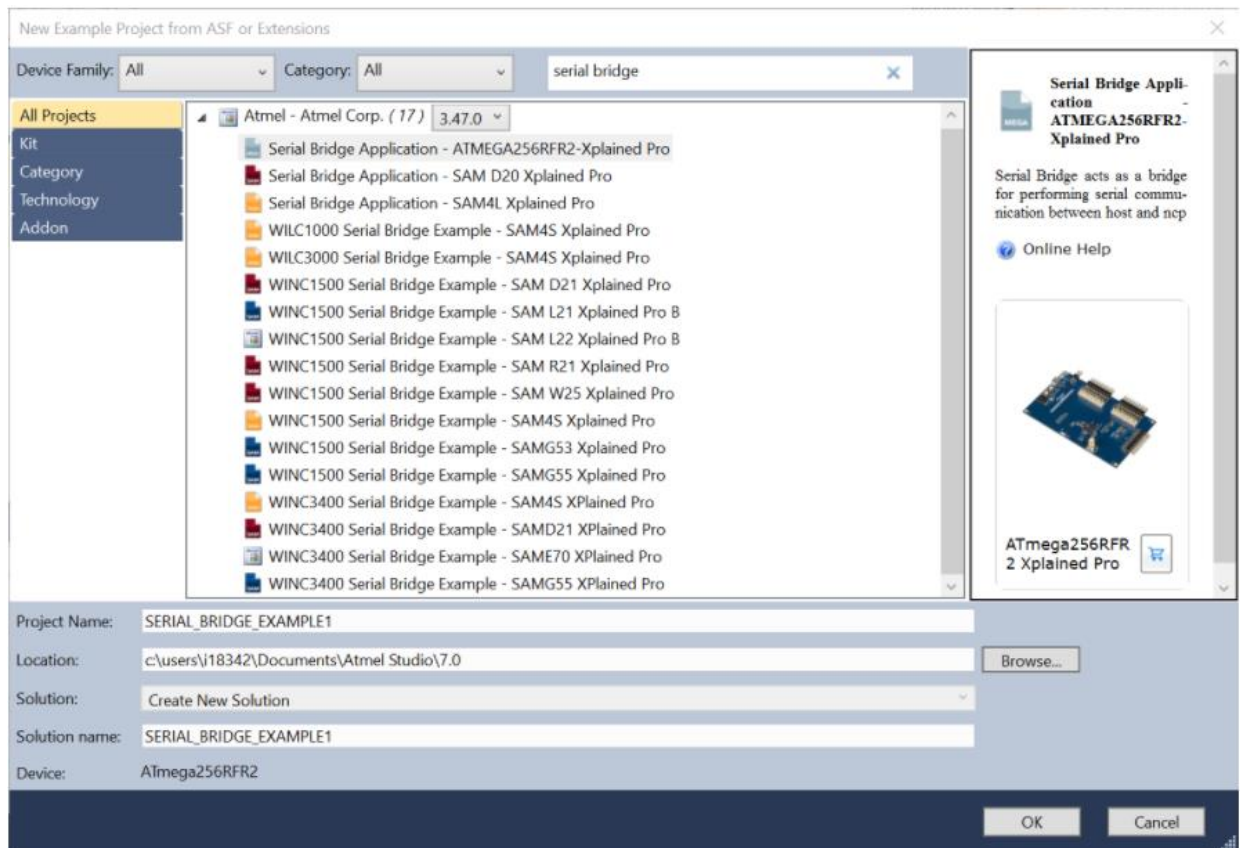 New Example Project from ASF or Extensions
Device Family: All Category: All serial bridge
All Projects
Kit
Category
Technology
Addon
Atmel - Atmel Corp. (17) 3.47.0
Serial Bridge Application - ATMEGA256RFR2-Xplained Pro
Serial Bridge Application - SAM D20 Xplained Pro
Serial Bridge Application - SAM4L Xplained Pro
WILC1000 Serial Bridge Example - SAM4S Xplained Pro
WILC3000 Serial Bridge Example - SAM4S Xplained Pro
WINC1500 Serial Bridge Example - SAM D21 Xplained Pro
WINC1500 Serial Bridge Example - SAM L21 Xplained Pro B
WINC1500 Serial Bridge Example - SAM L22 Xplained Pro B
WINC1500 Serial Bridge Example - SAM R21 Xplained Pro
WINC1500 Serial Bridge Example - SAM W25 Xplained Pro
WINC1500 Serial Bridge Example - SAM4S Xplained Pro
WINC1500 Serial Bridge Example - SAMG53 Xplained Pro
WINC1500 Serial Bridge Example - SAMG55 Xplained Pro
WINC3400 Serial Bridge Example - SAM4S XPlained Pro
WINC3400 Serial Bridge Example - SAMD21 XPlained Pro
WINC3400 Serial Bridge Example - SAME70 XPlained Pro
WINC3400 Serial Bridge Example - SAMG55 XPlained Pro
MEGA
Serial Bridge Appli-
cation -
ATMEGA256RFR2-
Xplained Pro
Serial Bridge acts as a bridge
for performing serial commu-
nication between host and ncp
Online Help
ATmega256RFR
2 Xplained Pro
Project Name: SERIAL_BRIDGE_EXAMPLE1
Location: c:\users\i18342\Documents\Atmel Studio\7.0 Browse...
Solution: Create New Solution
Solution name: SERIAL_BRIDGE_EXAMPLE1
Device: ATmega256RFR2
OK Cancel